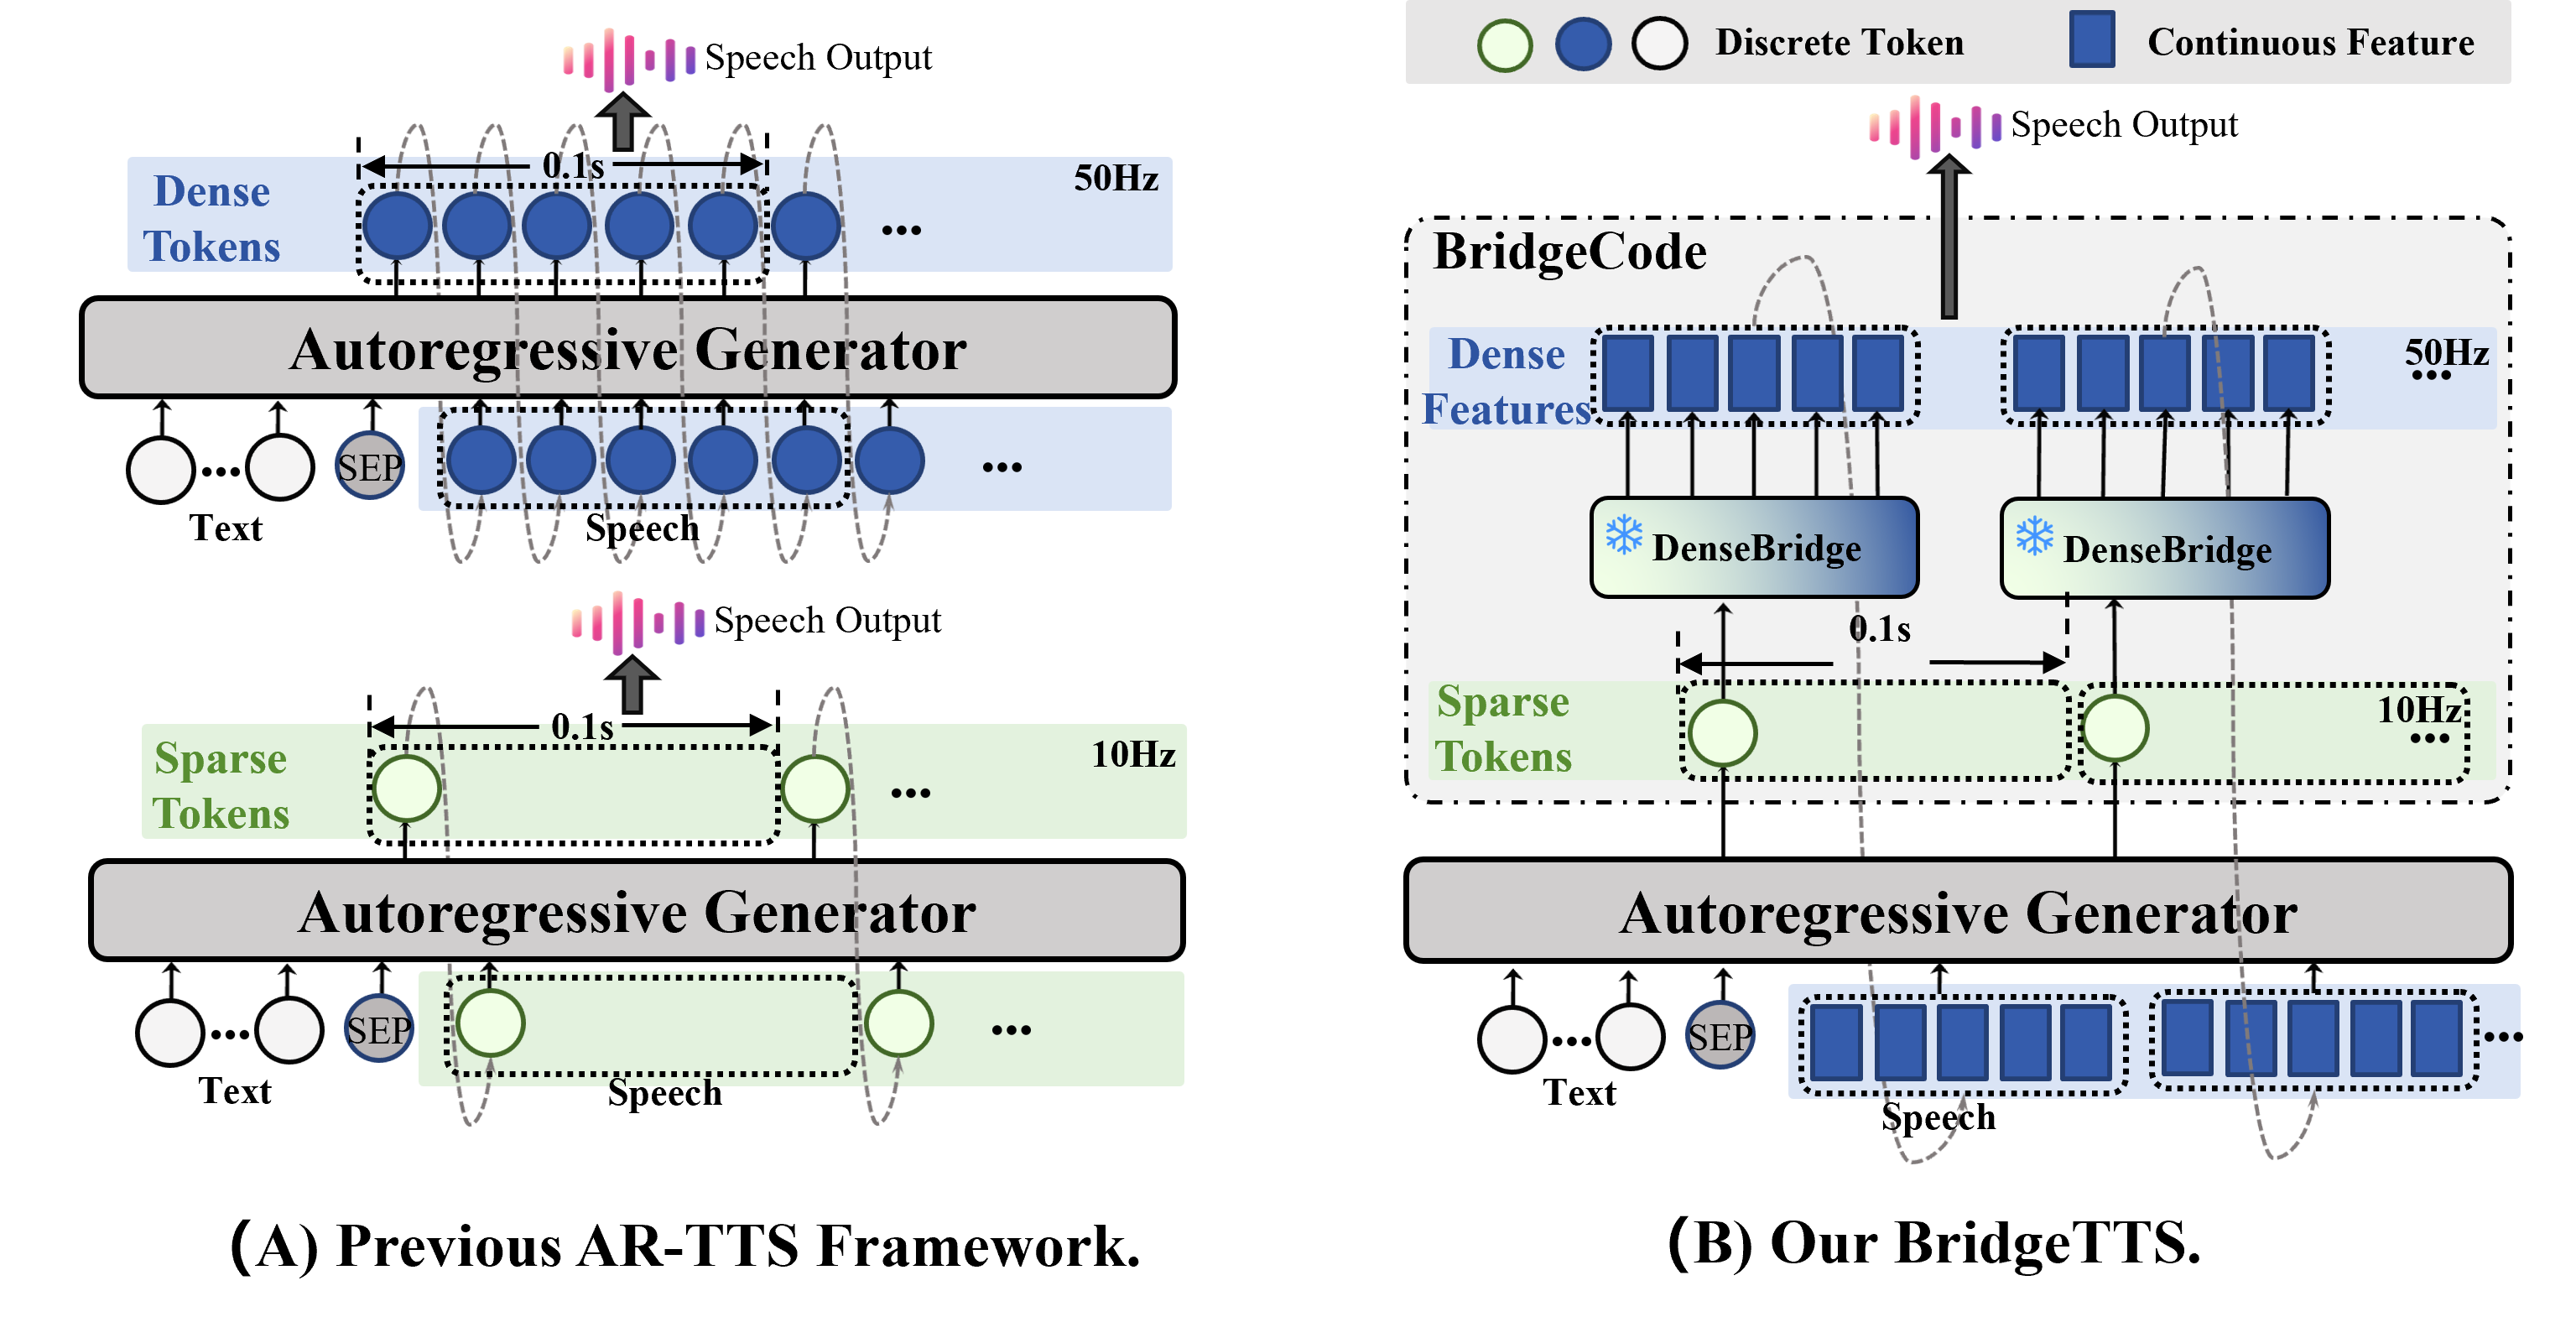 Speech Output
0.1s
50Hz
Dense
Tokens
...
Autoregressive Generator
...
SEP
...
Text
Speech
Speech Output
0.1s
10Hz
Sparse
Tokens
...
Autoregressive Generator
...
SEP
...
Text
Speech
(A) Previous AR-TTS Framework.
Discrete Token
Continuous Feature
Speech Output
BridgeCode
Dense
Features
50Hz
...
DenseBridge
DenseBridge
0.1s
Sparse
Tokens
10Hz
...
Autoregressive Generator
...
SEP
...
Text
Speech
(B) Our BridgeTTS.